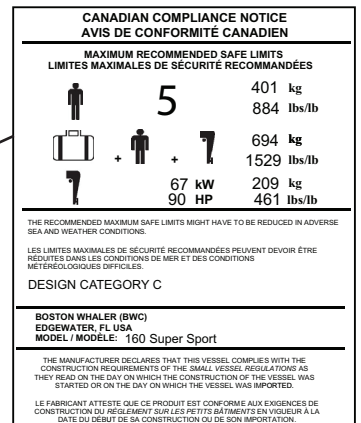 CANADIAN COMPLIANCE NOTICE
AVIS DE CONFORMITÉ CANADIEN
MAXIMUM RECOMMENDED SAFE LIMITS
LIMITES MAXIMALES DE SÉCURITÉ RECOMMANDÉES
5 401 kg
884 lbs/lb
+ + 694 kg
1529 lbs/lb
67 kW 209 kg
90 HP 461 lbs/lb
THE RECOMMENDED MAXIMUM SAFE LIMITS MIGHT HAVE TO BE REDUCED IN ADVERSE
SEA AND WEATHER CONDITIONS.
LES LIMITES MAXIMALES DE SÉCURITÉ RECOMMANDÉES PEUVENT DEVOIR ÊTRE
RÉDUITES DANS LES CONDITIONS DE MER ET DES CONDITIONS
MÉTÉREOLOGIQUES DIFFICILES.
DESIGN CATEGORY C
BOSTON WHALER (BWC)
EDGEWATER, FL USA
MODEL / MODÈLE: 160 Super Sport
THE MANUFACTURER DECLARES THAT THIS VESSEL COMPLIES WITH THE
CONSTRUCTION REQUIREMENTS OF THE SMALL VESSEL REGULATIONS AS
THEY READ ON THE DAY ON WHICH THE CONSTRUCTION OF THE VESSEL WAS
STARTED OR ON THE DAY ON WHICH THE VESSEL WAS IMPORTED.
LE FABRICANT ATTESTE QUE CE PRODUIT EST CONFORME AUX EXIGENCES DE
CONSTRUCTION DU RÈGLEMENT SUR LES PETITS BÂTIMENTS EN VIGUEUR À LA
DATE DU DÉBUT DE SA CONSTRUCTION OU DE SON IMPORTATION.